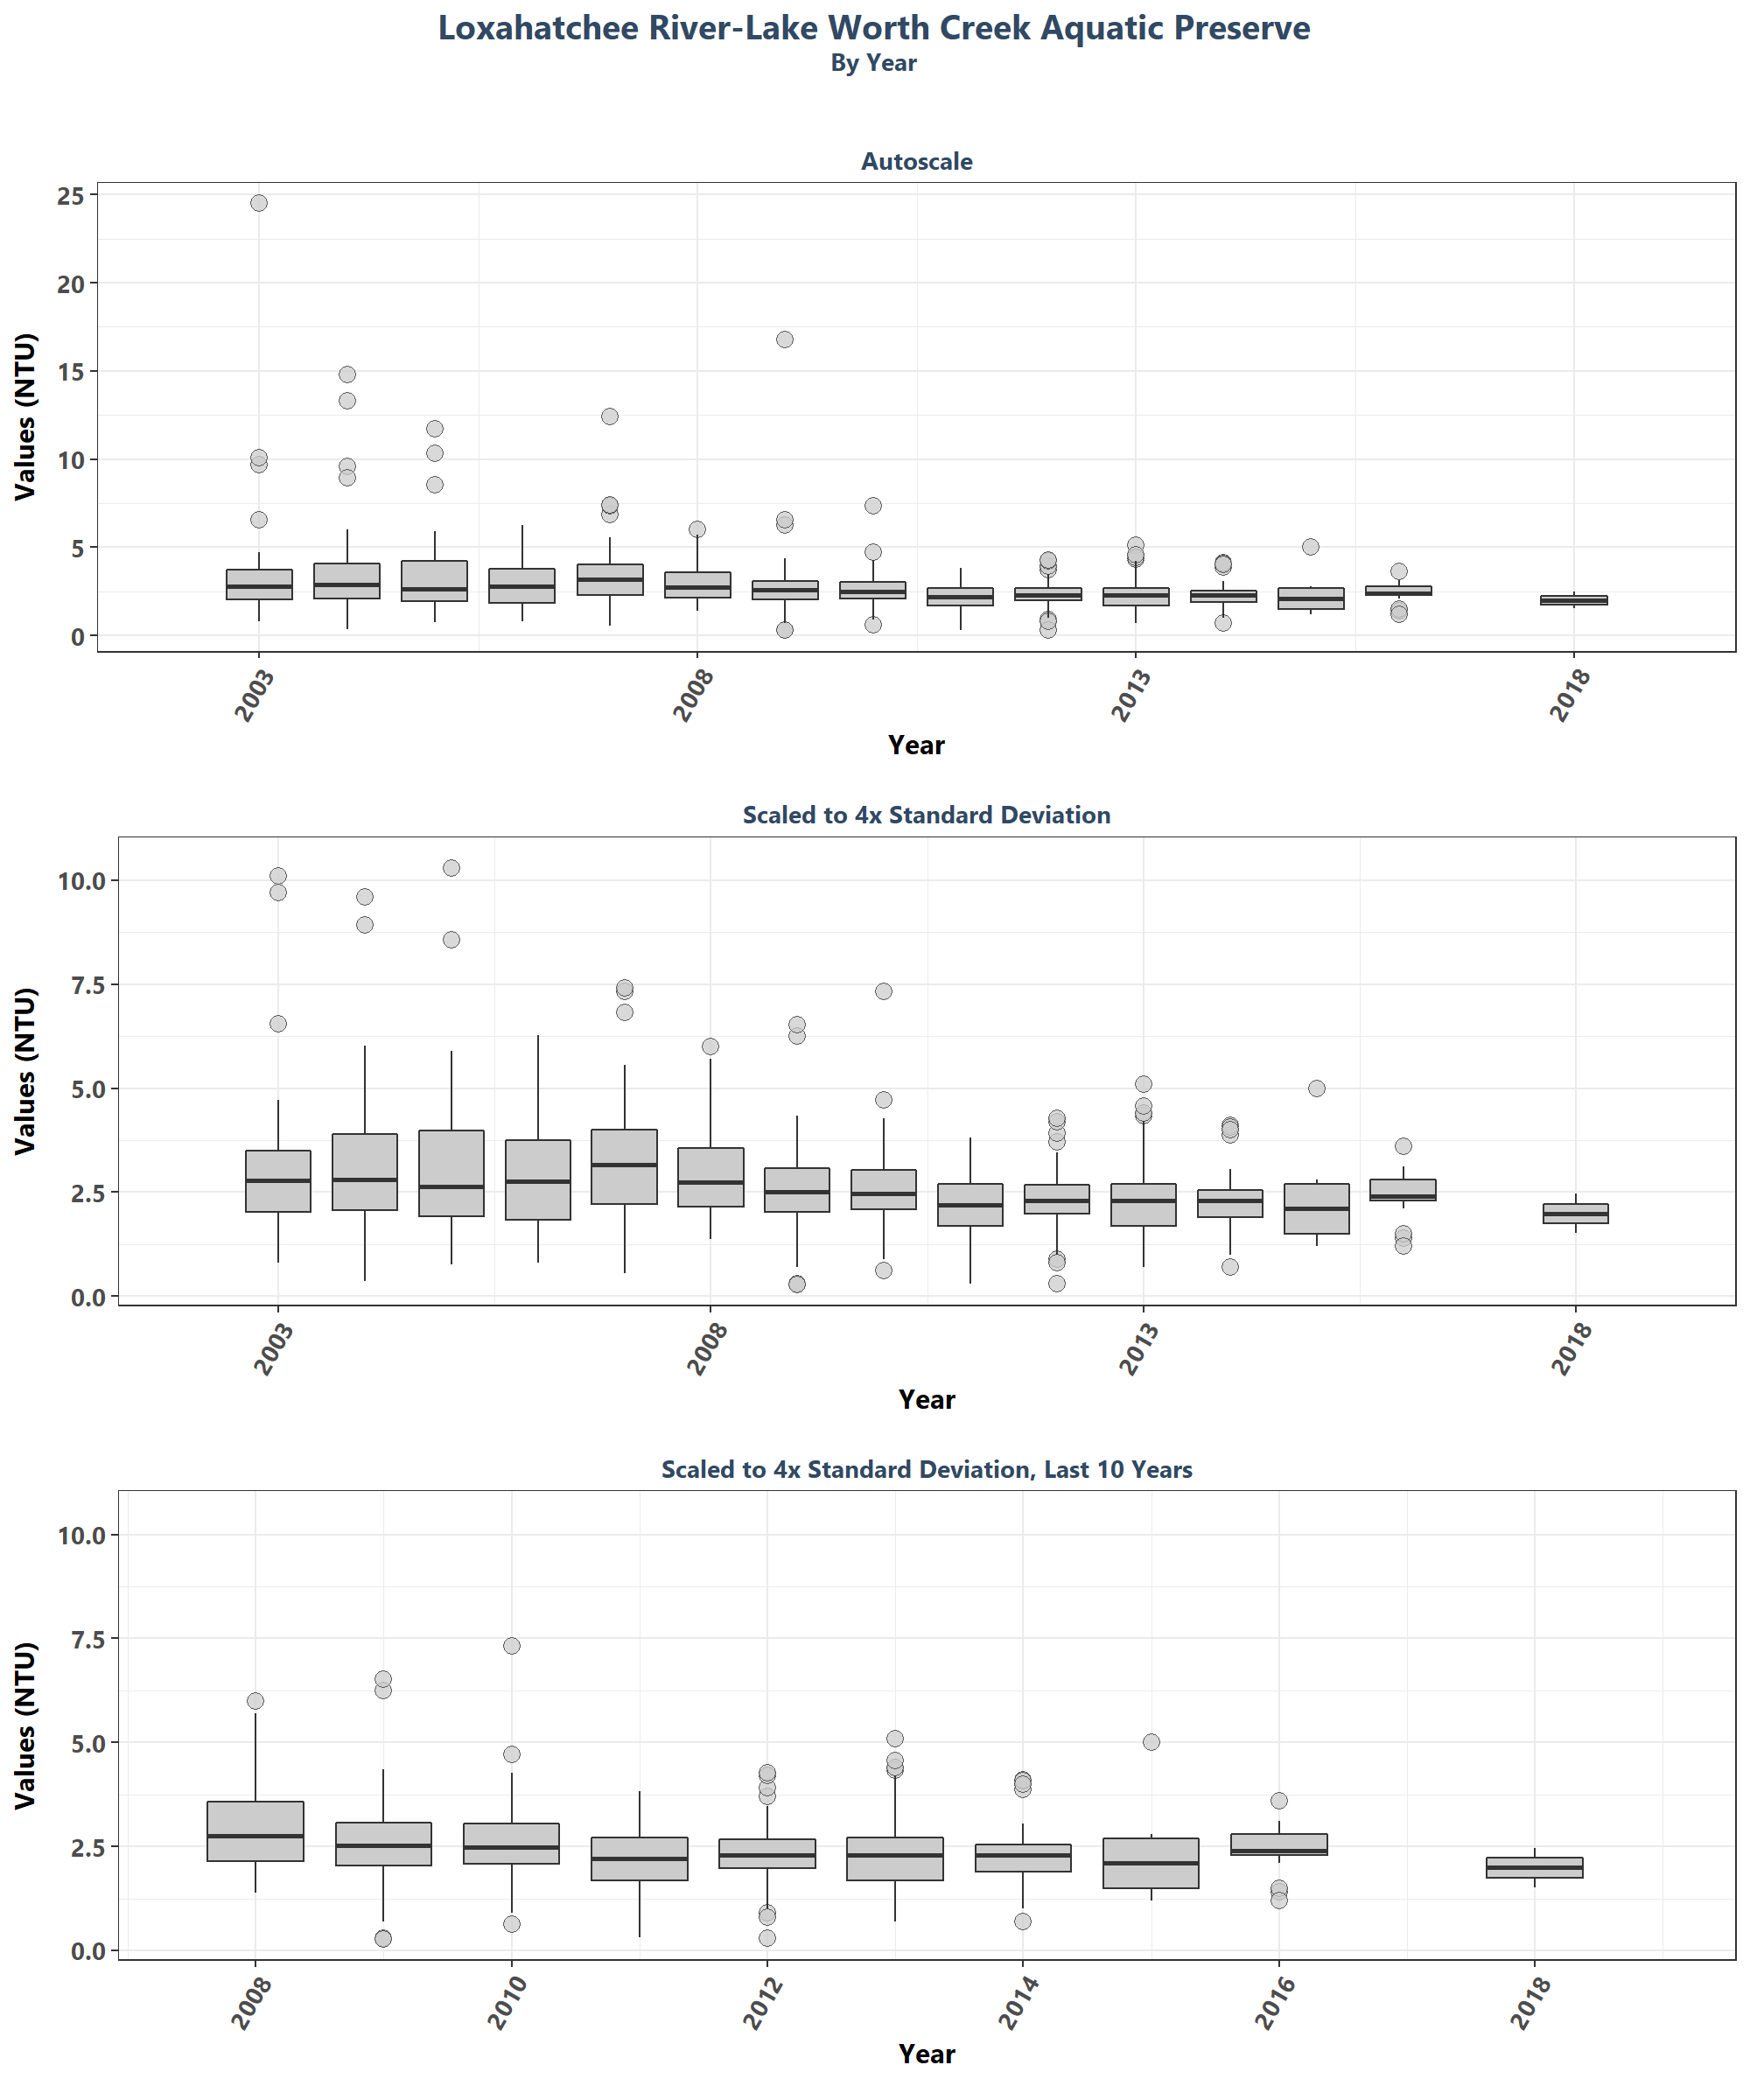 Loxahatchee River-Lake Worth Creek Aquatic Preserve
By Year
Autoscale
Values (NTU)
25
20
15
10
5
0
2003
2008
2013
2018
Year
Scaled to 4x Standard Deviation
Values (NTU)
10.0
7.5
5.0
2.5
0.0
2003
2008
2013
2018
Year
Scaled to 4x Standard Deviation, Last 10 Years
Values (NTU)
10.0
7.5
5.0
2.5
0.0
2008
2010
2012
2014
2016
2018
Year